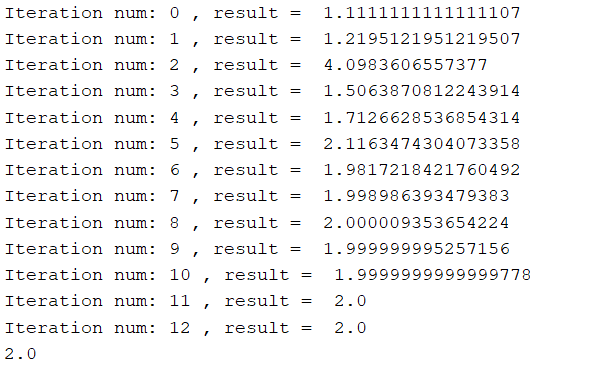 Iteration num: 0 , result =  1.1111111111111107
Iteration num: 1 , result =  1.2195121951219507
Iteration num: 2 , result =  4.0983606557377
Iteration num: 3 , result =  1.5063870812243914
Iteration num: 4 , result =  1.7126628536854314
Iteration num: 5 , result =  2.1163474304073358
Iteration num: 6 , result =  1.9817218421760492
Iteration num: 7 , result =  1.998986393479383
Iteration num: 8 , result =  2.000009353654224
Iteration num: 9 , result =  1.999999995257156
Iteration num: 10 , result =  1.9999999999999778
Iteration num: 11 , result =  2.0
Iteration num: 12 , result =  2.0
2.0